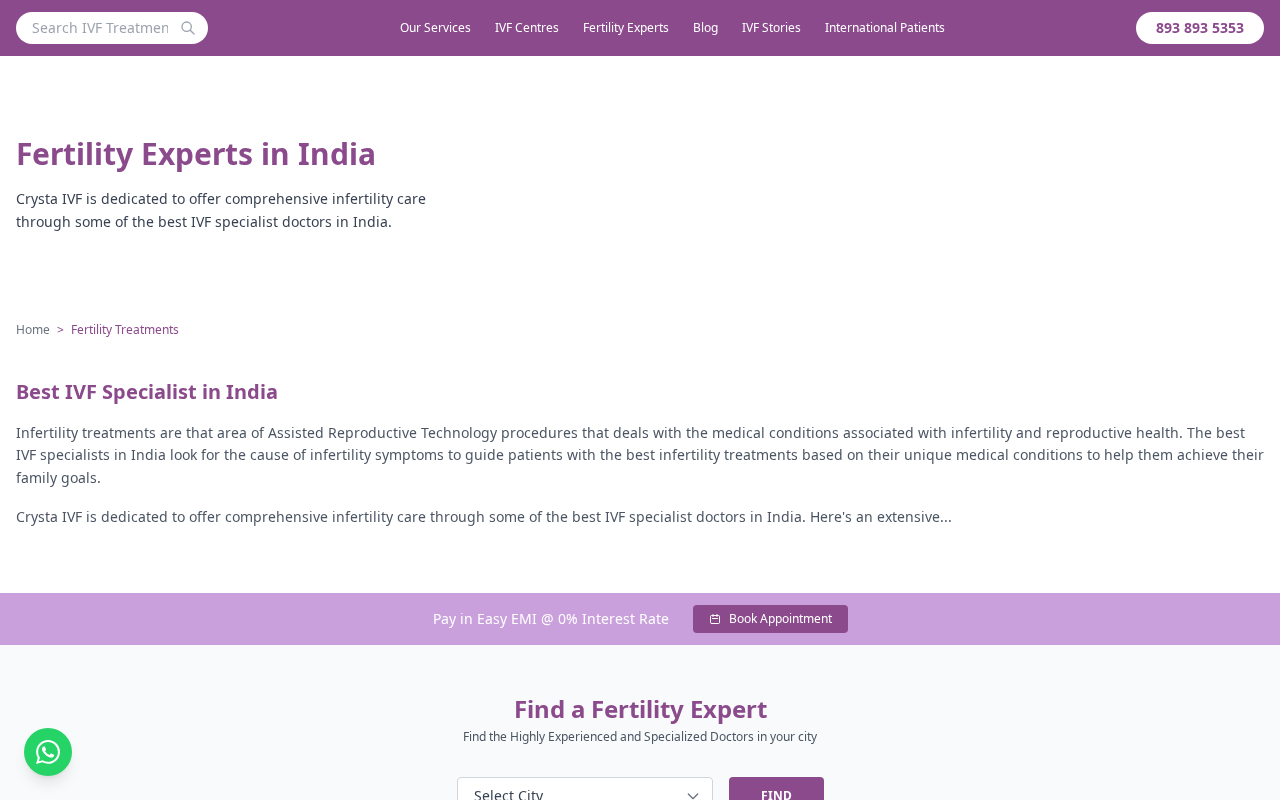 Search IVF Treatmen
Our Services
IVF Centres
Fertility Experts
Blog
IVF Stories
International Patients
893 893 5353
Fertility Experts in India
Crysta IVF is dedicated to offer comprehensive infertility care
through some of the best IVF specialist doctors in India.
Home > Fertility Treatments
Best IVF Specialist in India
Infertility treatments are that area of Assisted Reproductive Technology procedures that deals with the medical conditions associated with infertility and reproductive health. The best
IVF specialists in India look for the cause of infertility symptoms to guide patients with the best infertility treatments based on their unique medical conditions to help them achieve their
family goals.
Crysta IVF is dedicated to offer comprehensive infertility care through some of the best IVF specialist doctors in India. Here's an extensive...
Pay in Easy EMI @ 0% Interest Rate
Book Appointment
Find a Fertility Expert
Find the Highly Experienced and Specialized Doctors in your city
Select City
FIND